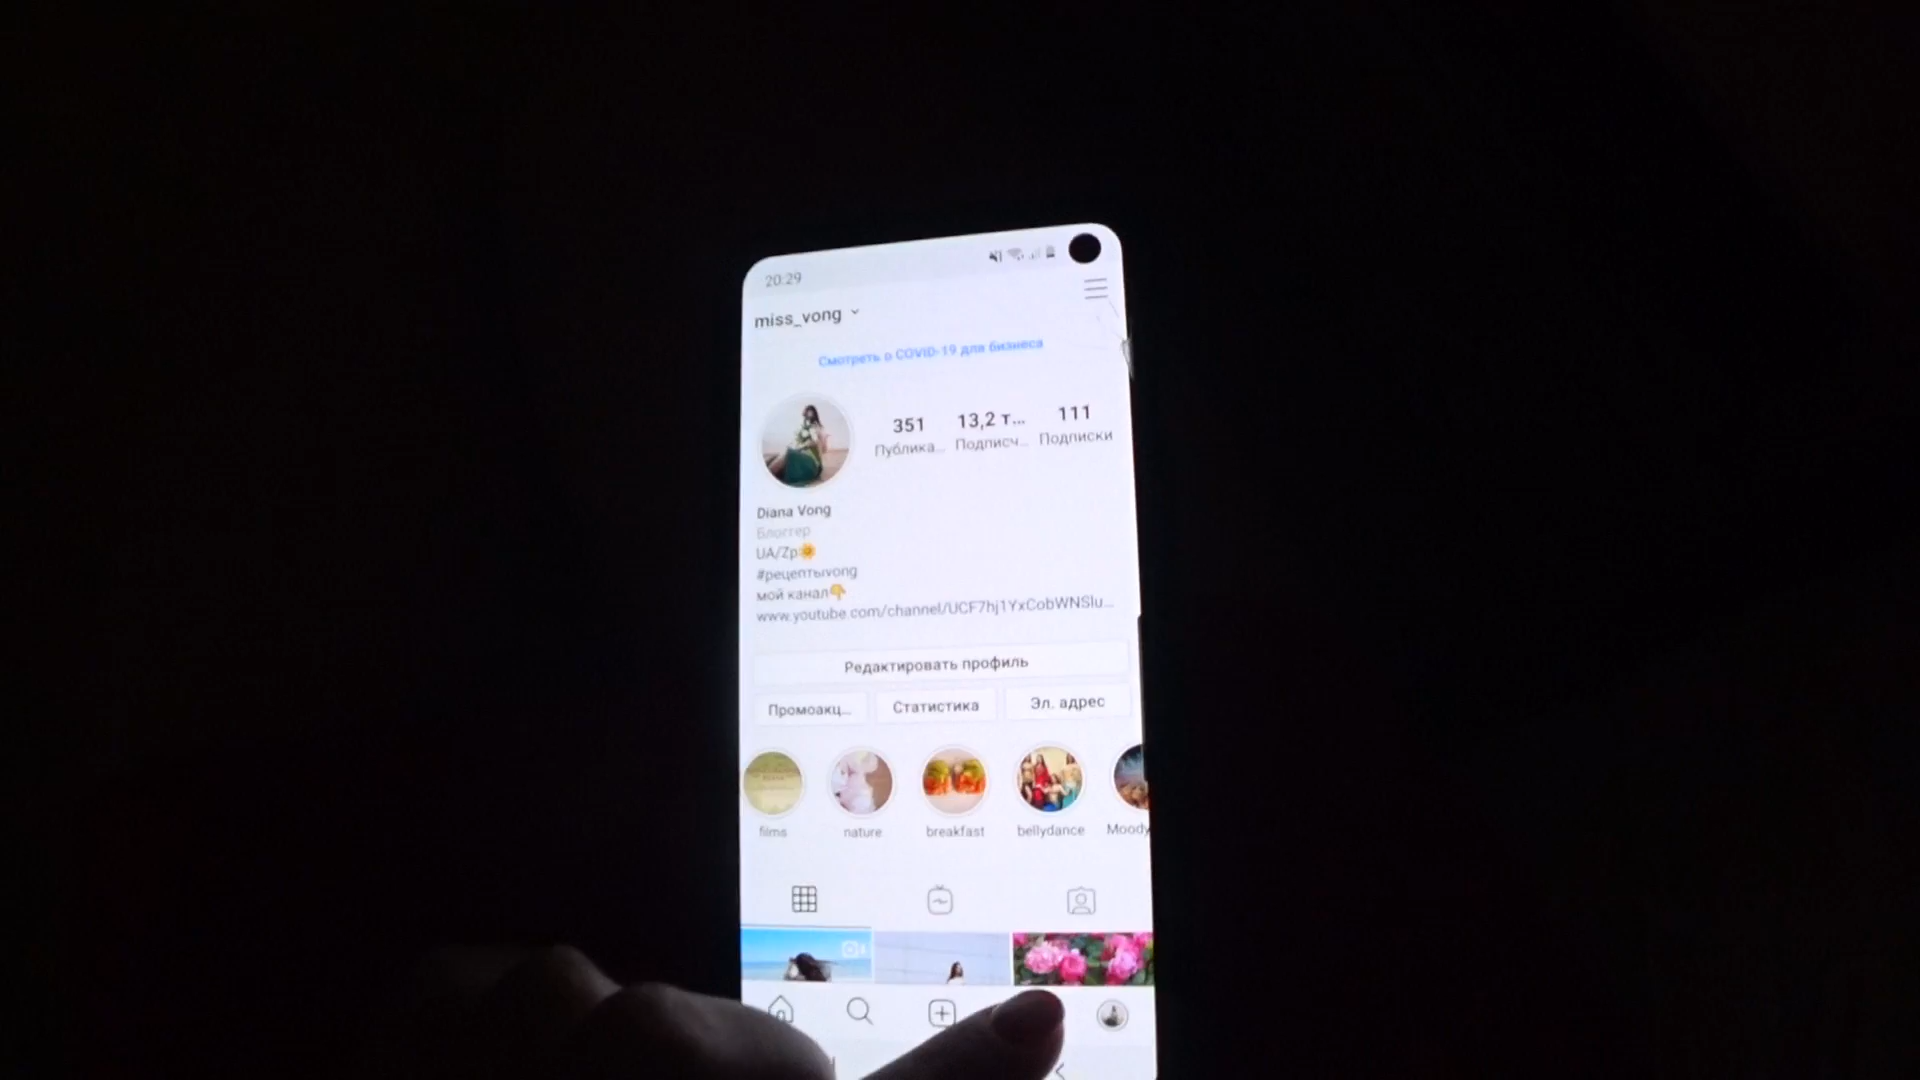 20:29
miss_vong
Смотреть о COVID-19 для бизнеса
351 13,2 т... 111
Публика... Подписч... Подписки
Diana Vong
Блоггер
UA/Zp🌼
#рецептыvong
мой канал👇
www.youtube.com/channel/UCF7hj1YxCobWNSlu...
Редактировать профиль
Промоакц... Статистика Эл. адрес
films nature breakfast bellydance Moody